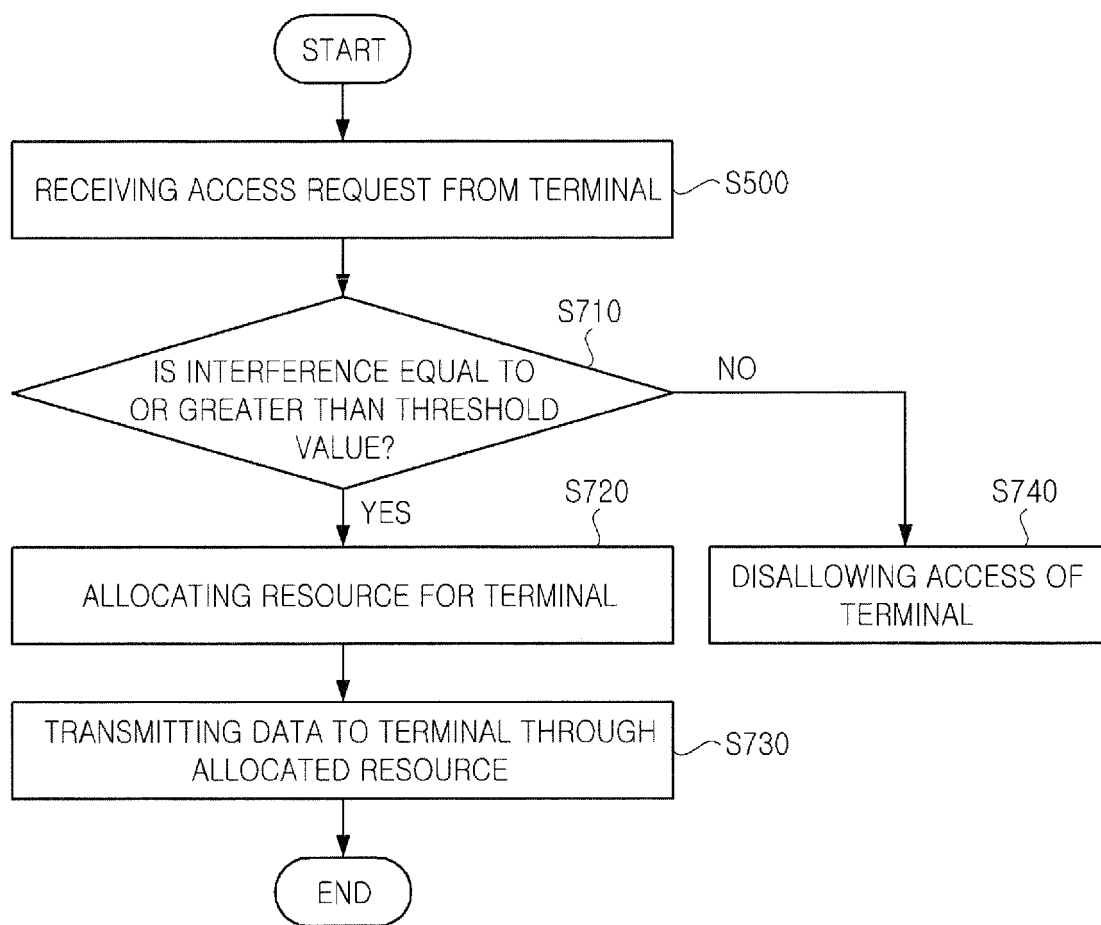 START
RECEIVING ACCESS REQUEST FROM TERMINAL
S500
S710
IS INTERFERENCE EQUAL TO
OR GREATER THAN THRESHOLD
VALUE?
NO
YES
S720
S740
ALLOCATING RESOURCE FOR TERMINAL
DISALLOWING ACCESS OF
TERMINAL
TRANSMITTING DATA TO TERMINAL THROUGH
ALLOCATED RESOURCE
S730
END